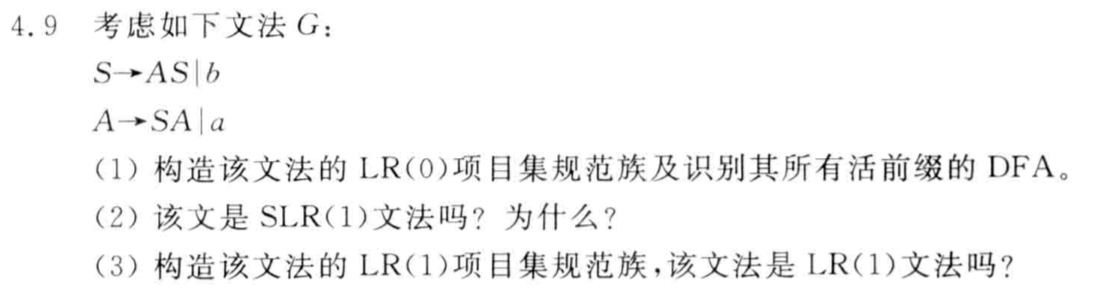 4.9 考虑如下文法 G：
S→AS|b
A→SA|a
(1) 构造该文法的 LR(0)项目集规范族及识别其所有活前缀的 DFA。
(2) 该文是 SLR(1)文法吗？为什么？
(3) 构造该文法的 LR(1)项目集规范族，该文法是 LR(1)文法吗？